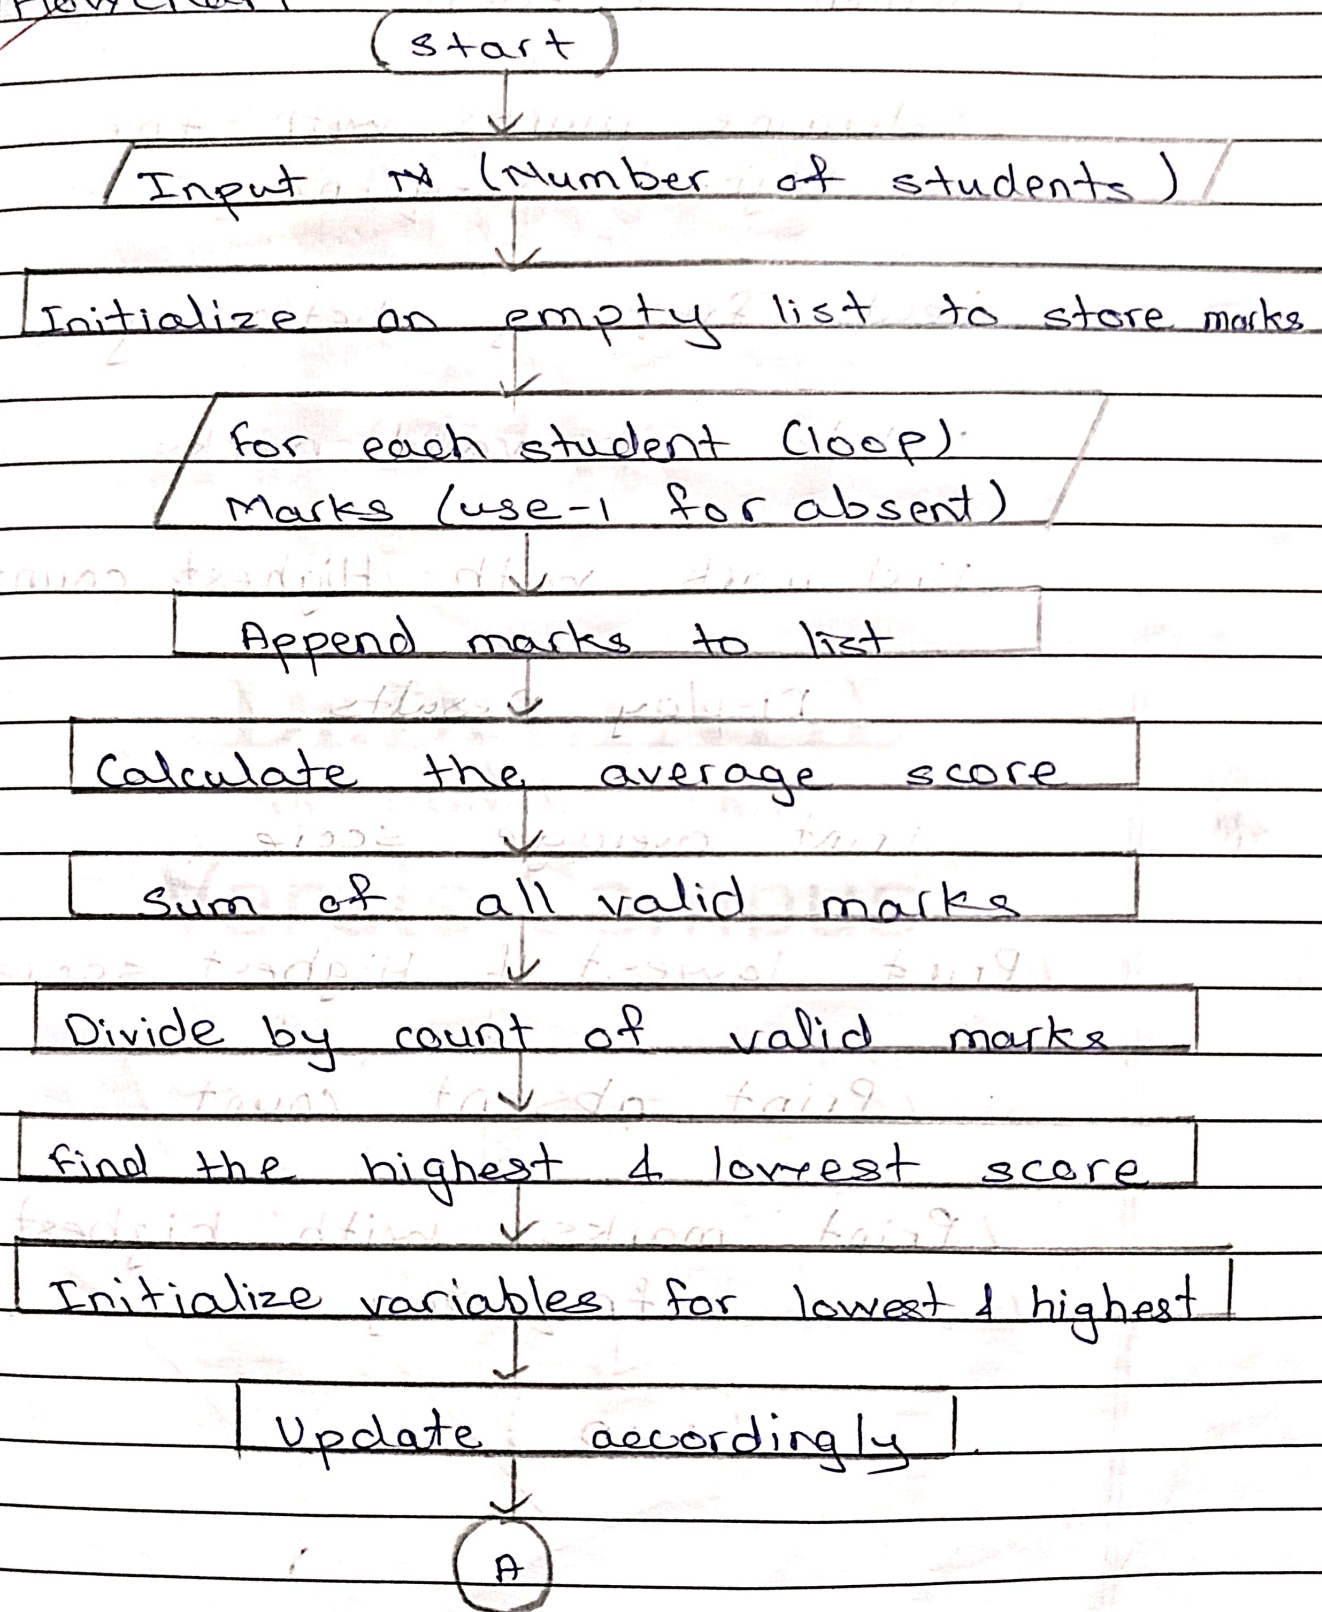 Flowchart
Start
Input N (Number of students)
Initialize an empty list to store marks
for each student (loop)
Marks (use -1 for absent)
Append marks to list
Calculate the average score
Sum of all valid marks
Divide by count of valid marks
find the highest & lowest score
Initialize variables for lowest & highest
Update accordingly
A